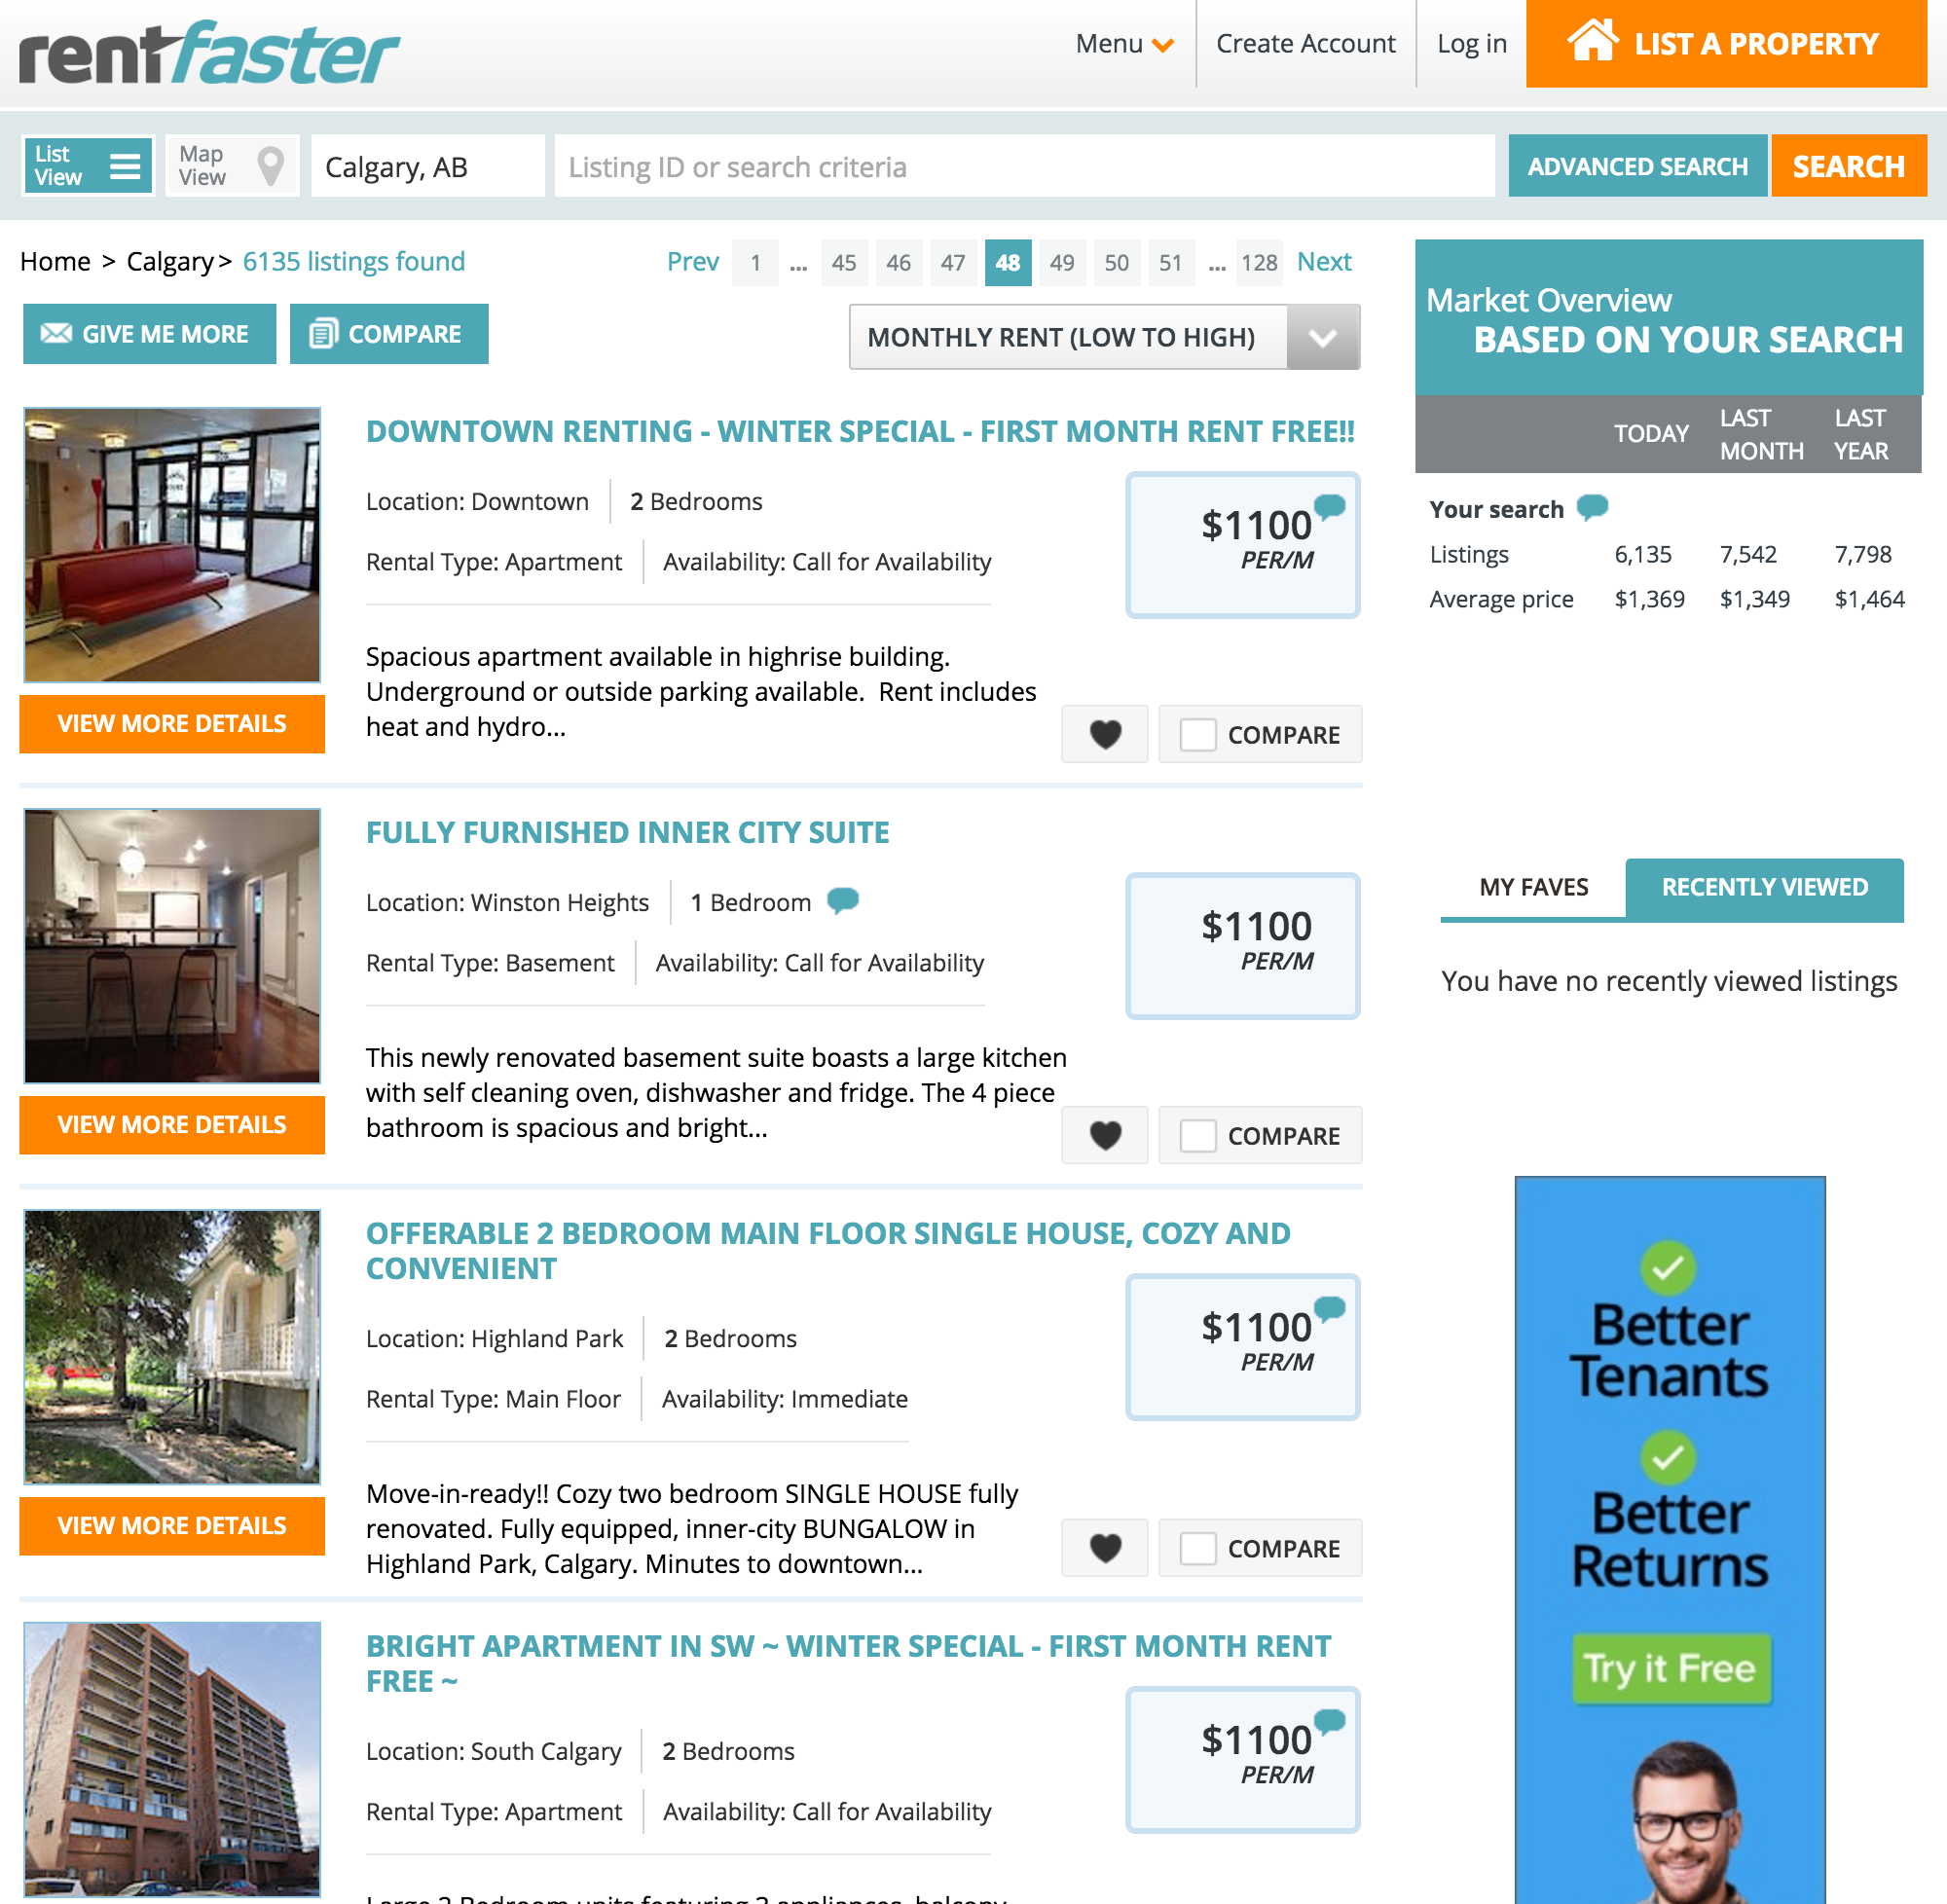 rentfaster
Menu
Create Account
Log in
LIST A PROPERTY
List
View
Map
View
Calgary, AB
Listing ID or search criteria
ADVANCED SEARCH
SEARCH
Home > Calgary > 6135 listings found
Prev 1 ... 45 46 47 48 49 50 51 ... 128 Next
GIVE ME MORE
COMPARE
MONTHLY RENT (LOW TO HIGH)
DOWNTOWN RENTING - WINTER SPECIAL - FIRST MONTH RENT FREE!!
Location: Downtown
2 Bedrooms
Rental Type: Apartment
Availability: Call for Availability
$1100
PER/M
Spacious apartment available in highrise building.
Underground or outside parking available.  Rent includes
heat and hydro...
VIEW MORE DETAILS
COMPARE
FULLY FURNISHED INNER CITY SUITE
Location: Winston Heights
1 Bedroom
Rental Type: Basement
Availability: Call for Availability
$1100
PER/M
This newly renovated basement suite boasts a large kitchen
with self cleaning oven, dishwasher and fridge. The 4 piece
bathroom is spacious and bright...
VIEW MORE DETAILS
COMPARE
OFFERABLE 2 BEDROOM MAIN FLOOR SINGLE HOUSE, COZY AND
CONVENIENT
Location: Highland Park
2 Bedrooms
Rental Type: Main Floor
Availability: Immediate
$1100
PER/M
Move-in-ready!! Cozy two bedroom SINGLE HOUSE fully
renovated. Fully equipped, inner-city BUNGALOW in
Highland Park, Calgary. Minutes to downtown...
VIEW MORE DETAILS
COMPARE
BRIGHT APARTMENT IN SW ~ WINTER SPECIAL - FIRST MONTH RENT
FREE ~
Location: South Calgary
2 Bedrooms
Rental Type: Apartment
Availability: Call for Availability
$1100
PER/M
Market Overview
BASED ON YOUR SEARCH
TODAY
LAST
MONTH
LAST
YEAR
Your search
Listings 6,135 7,542 7,798
Average price $1,369 $1,349 $1,464
MY FAVES
RECENTLY VIEWED
You have no recently viewed listings
Better
Tenants
Better
Returns
Try it Free